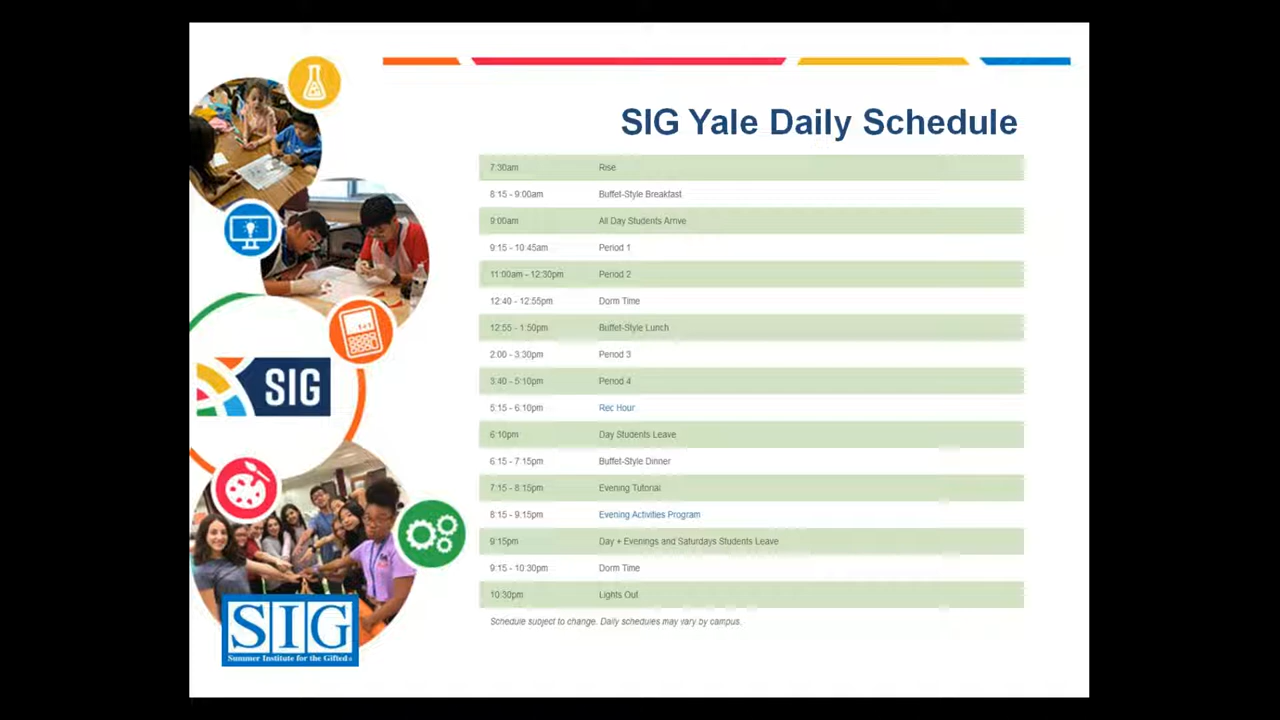 SIG Yale Daily Schedule
7:30am Rise
8:15 - 9:00am Buffet-Style Breakfast
9:00am All Day Students Arrive
9:15 - 10:45am Period 1
11:00am - 12:30pm Period 2
12:40 - 12:55pm Dorm Time
12:55 - 1:50pm Buffet-Style Lunch
2:00 - 3:30pm Period 3
3:40 - 5:10pm Period 4
5:15 - 6:10pm Rec Hour
6:10pm Day Students Leave
6:15 - 7:15pm Buffet-Style Dinner
7:15 - 8:15pm Evening Tutorial
8:15 - 9:15pm Evening Activities Program
9:15pm Day + Evenings and Saturdays Students Leave
9:15 - 10:30pm Dorm Time
10:30pm Lights Out
Schedule subject to change. Daily schedules may vary by campus.
SIG
SIG
Summer Institute for the Gifted